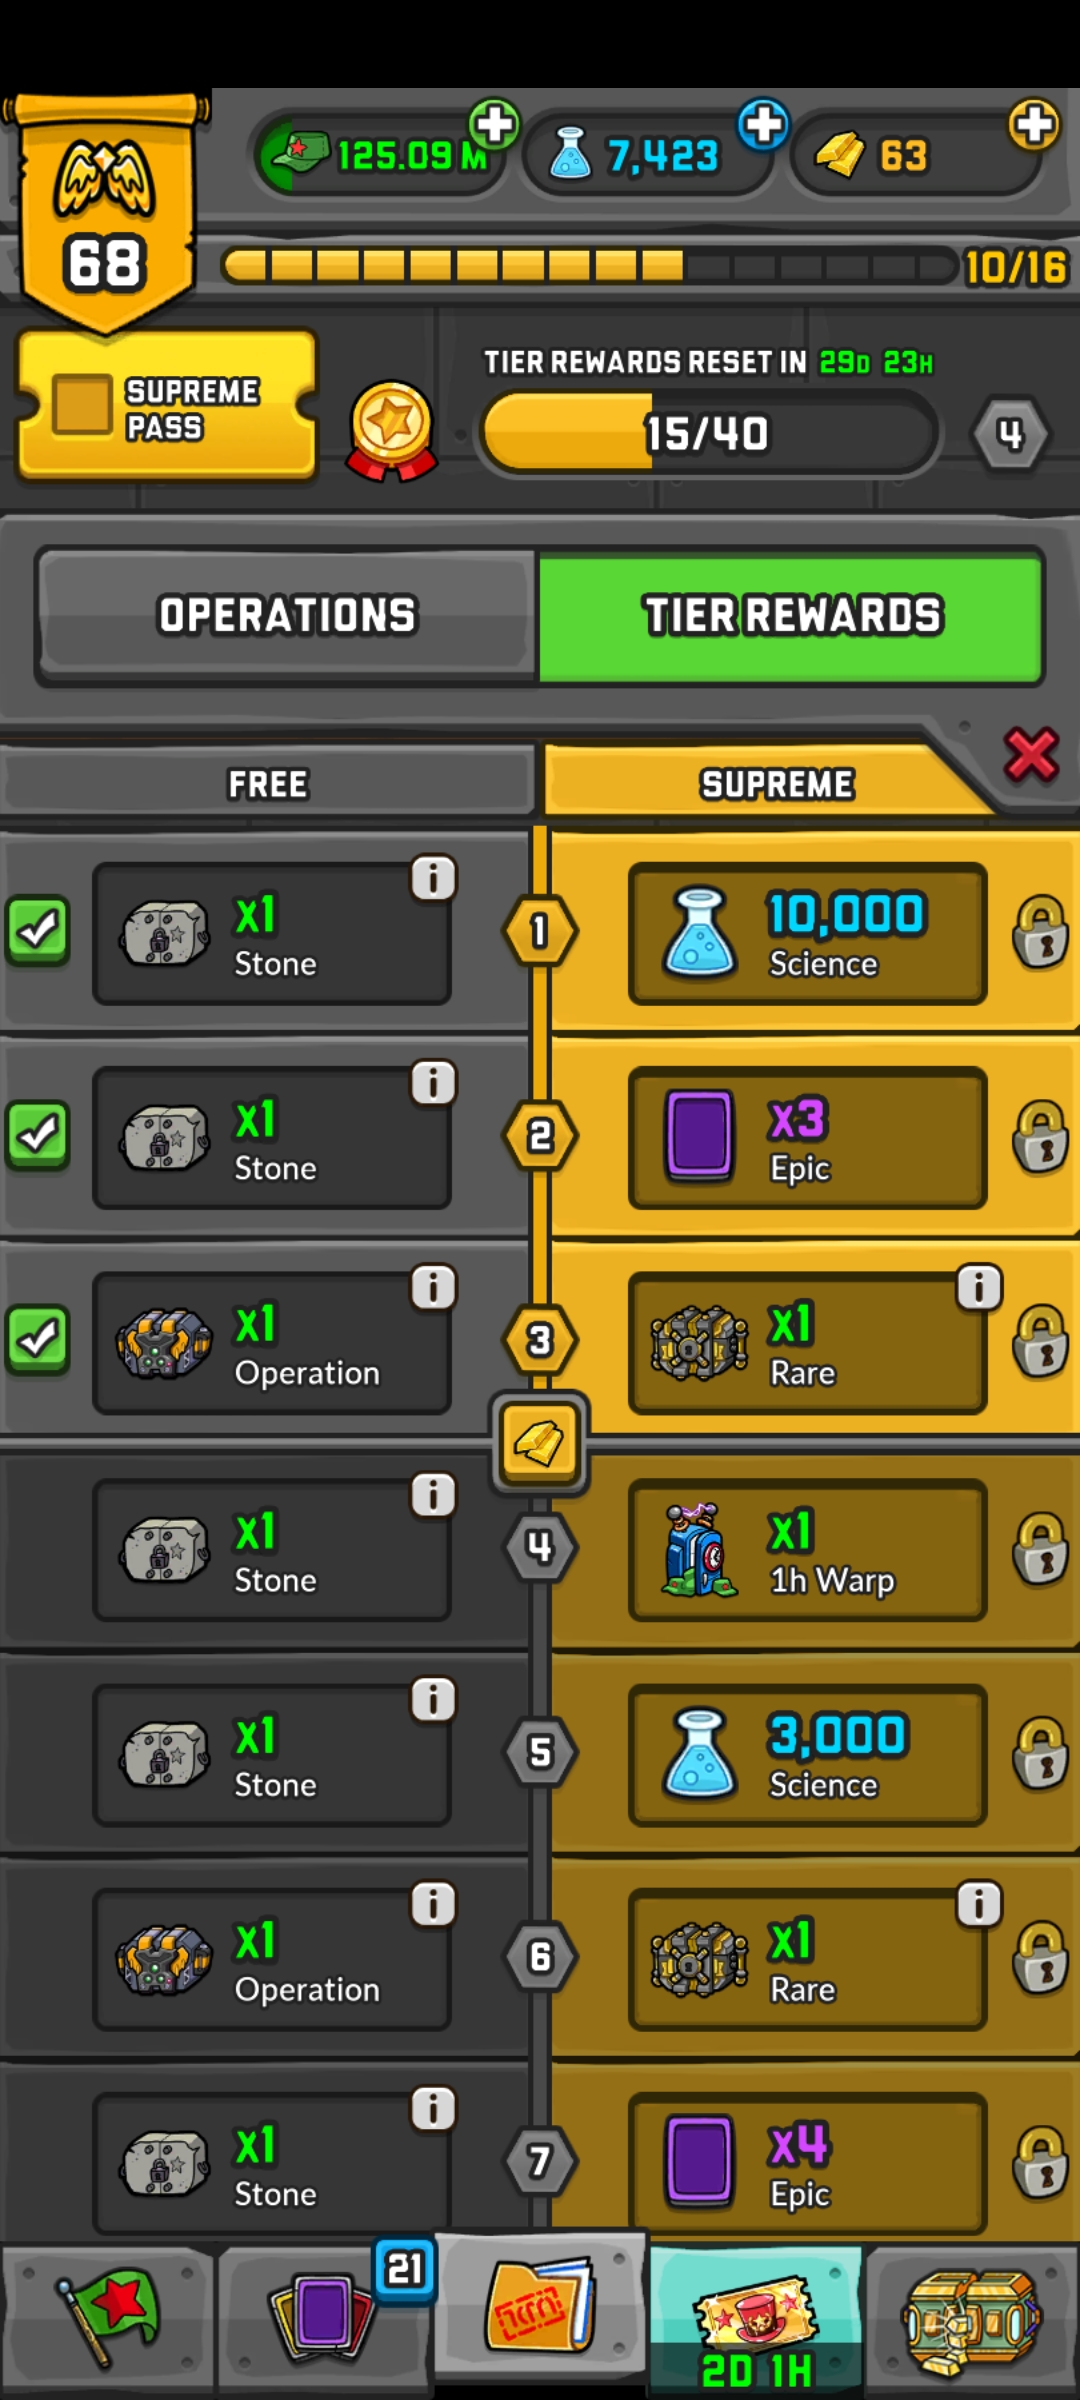 125.09 M
7,423
63
68
10/16
SUPREME
PASS
TIER REWARDS RESET IN 29D 23H
15/40
4
OPERATIONS
TIER REWARDS
FREE
SUPREME
X1
Stone
1
10,000
Science
X1
Stone
2
X3
Epic
X1
Operation
3
X1
Rare
X1
Stone
4
X1
1h Warp
X1
Stone
5
3,000
Science
X1
Operation
6
X1
Rare
X1
Stone
7
X4
Epic
21
2D 1H